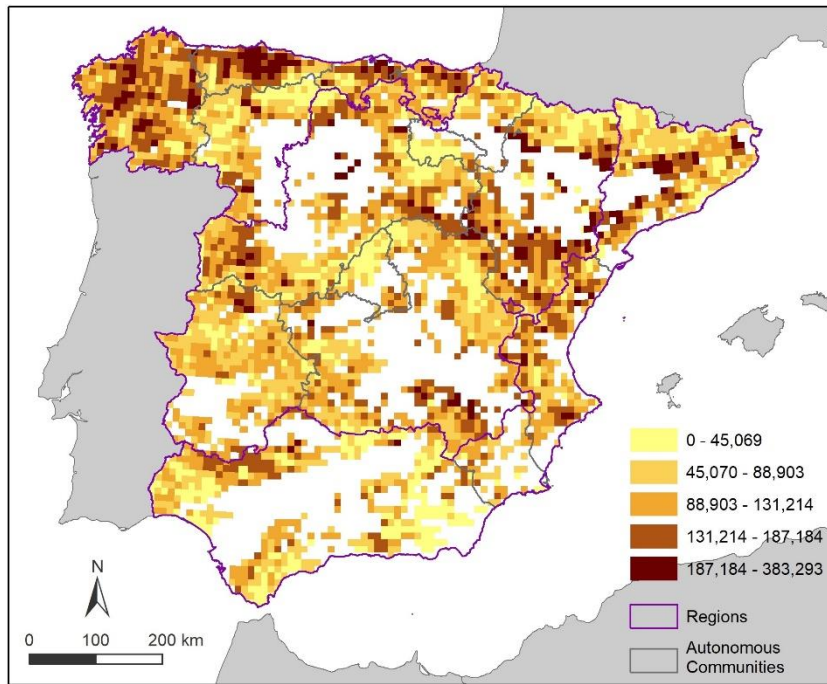 0 - 45,069
45,070 - 88,903
88,903 - 131,214
131,214 - 187,184
187,184 - 383,293
Regions
Autonomous
Communities
N
0 100 200 km